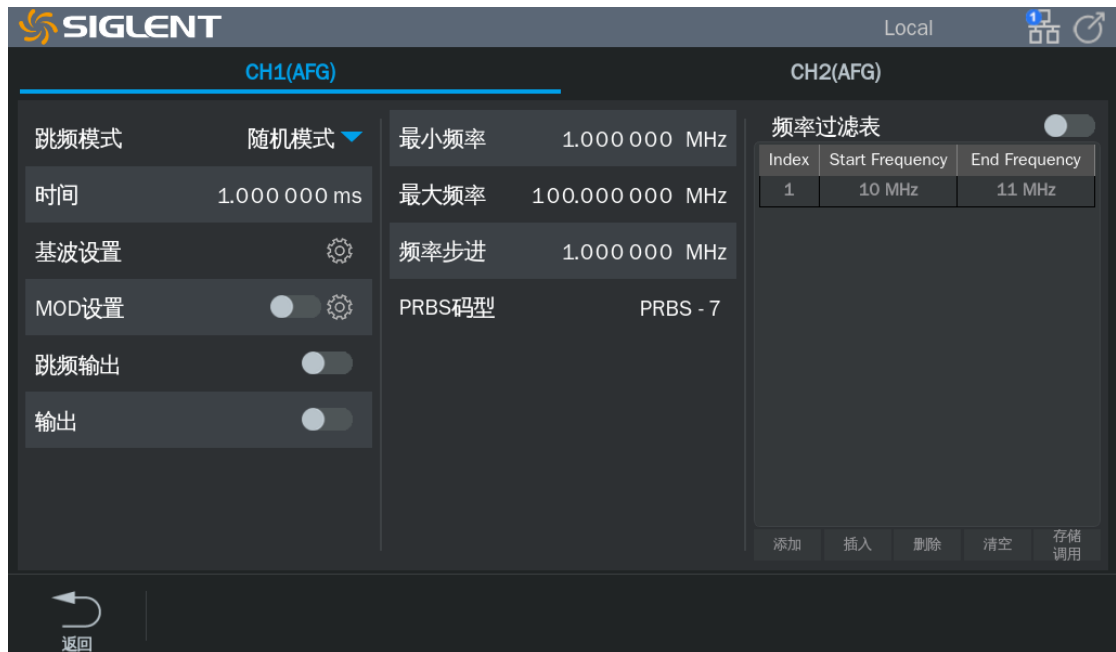 SIGLENT
Local
1
CH1(AFG)
CH2(AFG)
跳频模式 随机模式
时间 1.000 000 ms
基波设置
MOD设置
跳频输出
输出
最小频率 1.000 000 MHz
最大频率 100.000 000 MHz
频率步进 1.000 000 MHz
PRBS码型 PRBS - 7
频率过滤表
Index Start Frequency End Frequency
1 10 MHz 11 MHz
添加 插入 删除 清空 存储
调用
返回